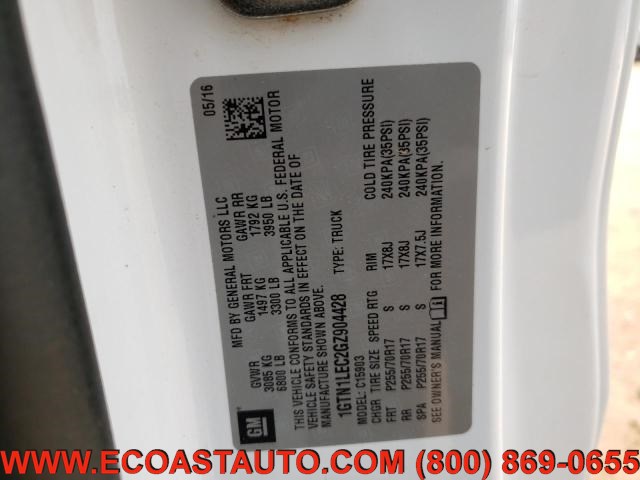 GM
MFD BY GENERAL MOTORS LLC 05/16
GVWR GAWR FRT GAWR RR
3085 KG 1497 KG 1792 KG
6800 LB 3300 LB 3950 LB
THIS VEHICLE CONFORMS TO ALL APPLICABLE U.S. FEDERAL MOTOR
VEHICLE SAFETY STANDARDS IN EFFECT ON THE DATE OF
MANUFACTURE SHOWN ABOVE.
1GTN1LEC2GZ904428 TYPE: TRUCK
MODEL: C15903
CHGR TIRE SIZE SPEED RTG RIM COLD TIRE PRESSURE
FRT P255/70R17 S 17X8J 240KPA(35PSI)
RR P255/70R17 S 17X8J 240KPA(35PSI)
SPA P255/70R17 S 17X7.5J 240KPA(35PSI)
SEE OWNER'S MANUAL FOR MORE INFORMATION.
WWW.ECOASTAUTO.COM (800) 869-0655